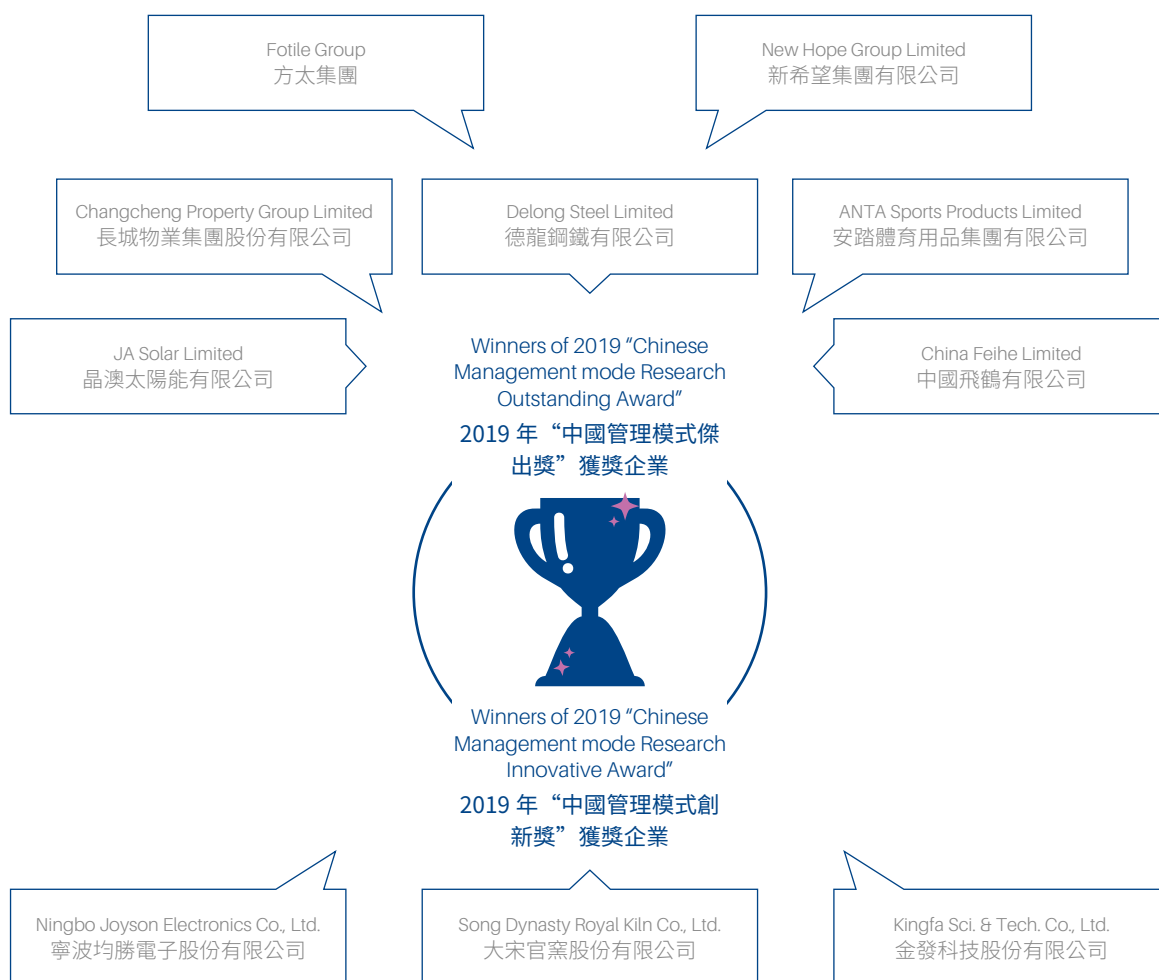 Fotile Group
方太集團
New Hope Group Limited
新希望集團有限公司
Changcheng Property Group Limited
長城物業集團股份有限公司
Delong Steel Limited
德龍鋼鐵有限公司
ANTA Sports Products Limited
安踏體育用品集團有限公司
JA Solar Limited
晶澳太陽能有限公司
Winners of 2019 “Chinese
Management mode Research
Outstanding Award”
2019 年“中國管理模式傑
出獎”獲獎企業
China Feihe Limited
中國飛鶴有限公司
Winners of 2019 “Chinese
Management mode Research
Innovative Award”
2019 年“中國管理模式創
新獎”獲獎企業
Ningbo Joyson Electronics Co., Ltd.
寧波均勝電子股份有限公司
Song Dynasty Royal Kiln Co., Ltd.
大宋官窯股份有限公司
Kingfa Sci. & Tech. Co., Ltd.
金發科技股份有限公司